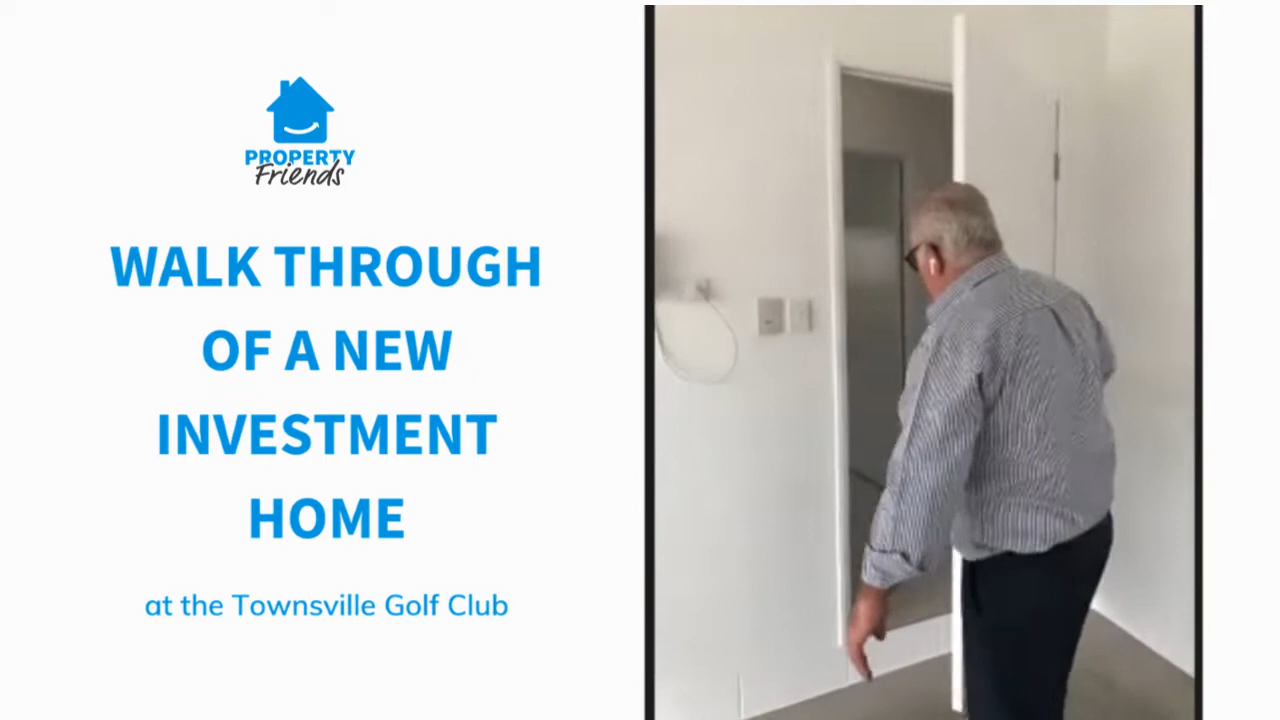 PROPERTY
Friends
WALK THROUGH
OF A NEW
INVESTMENT
HOME
at the Townsville Golf Club